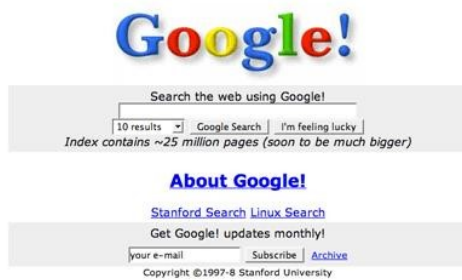 Google!
Search the web using Google!
10 results Google Search I'm feeling lucky
Index contains ~25 million pages (soon to be much bigger)
About Google!
Stanford Search Linux Search
Get Google! updates monthly!
your e-mail Subscribe Archive
Copyright ©1997-8 Stanford University